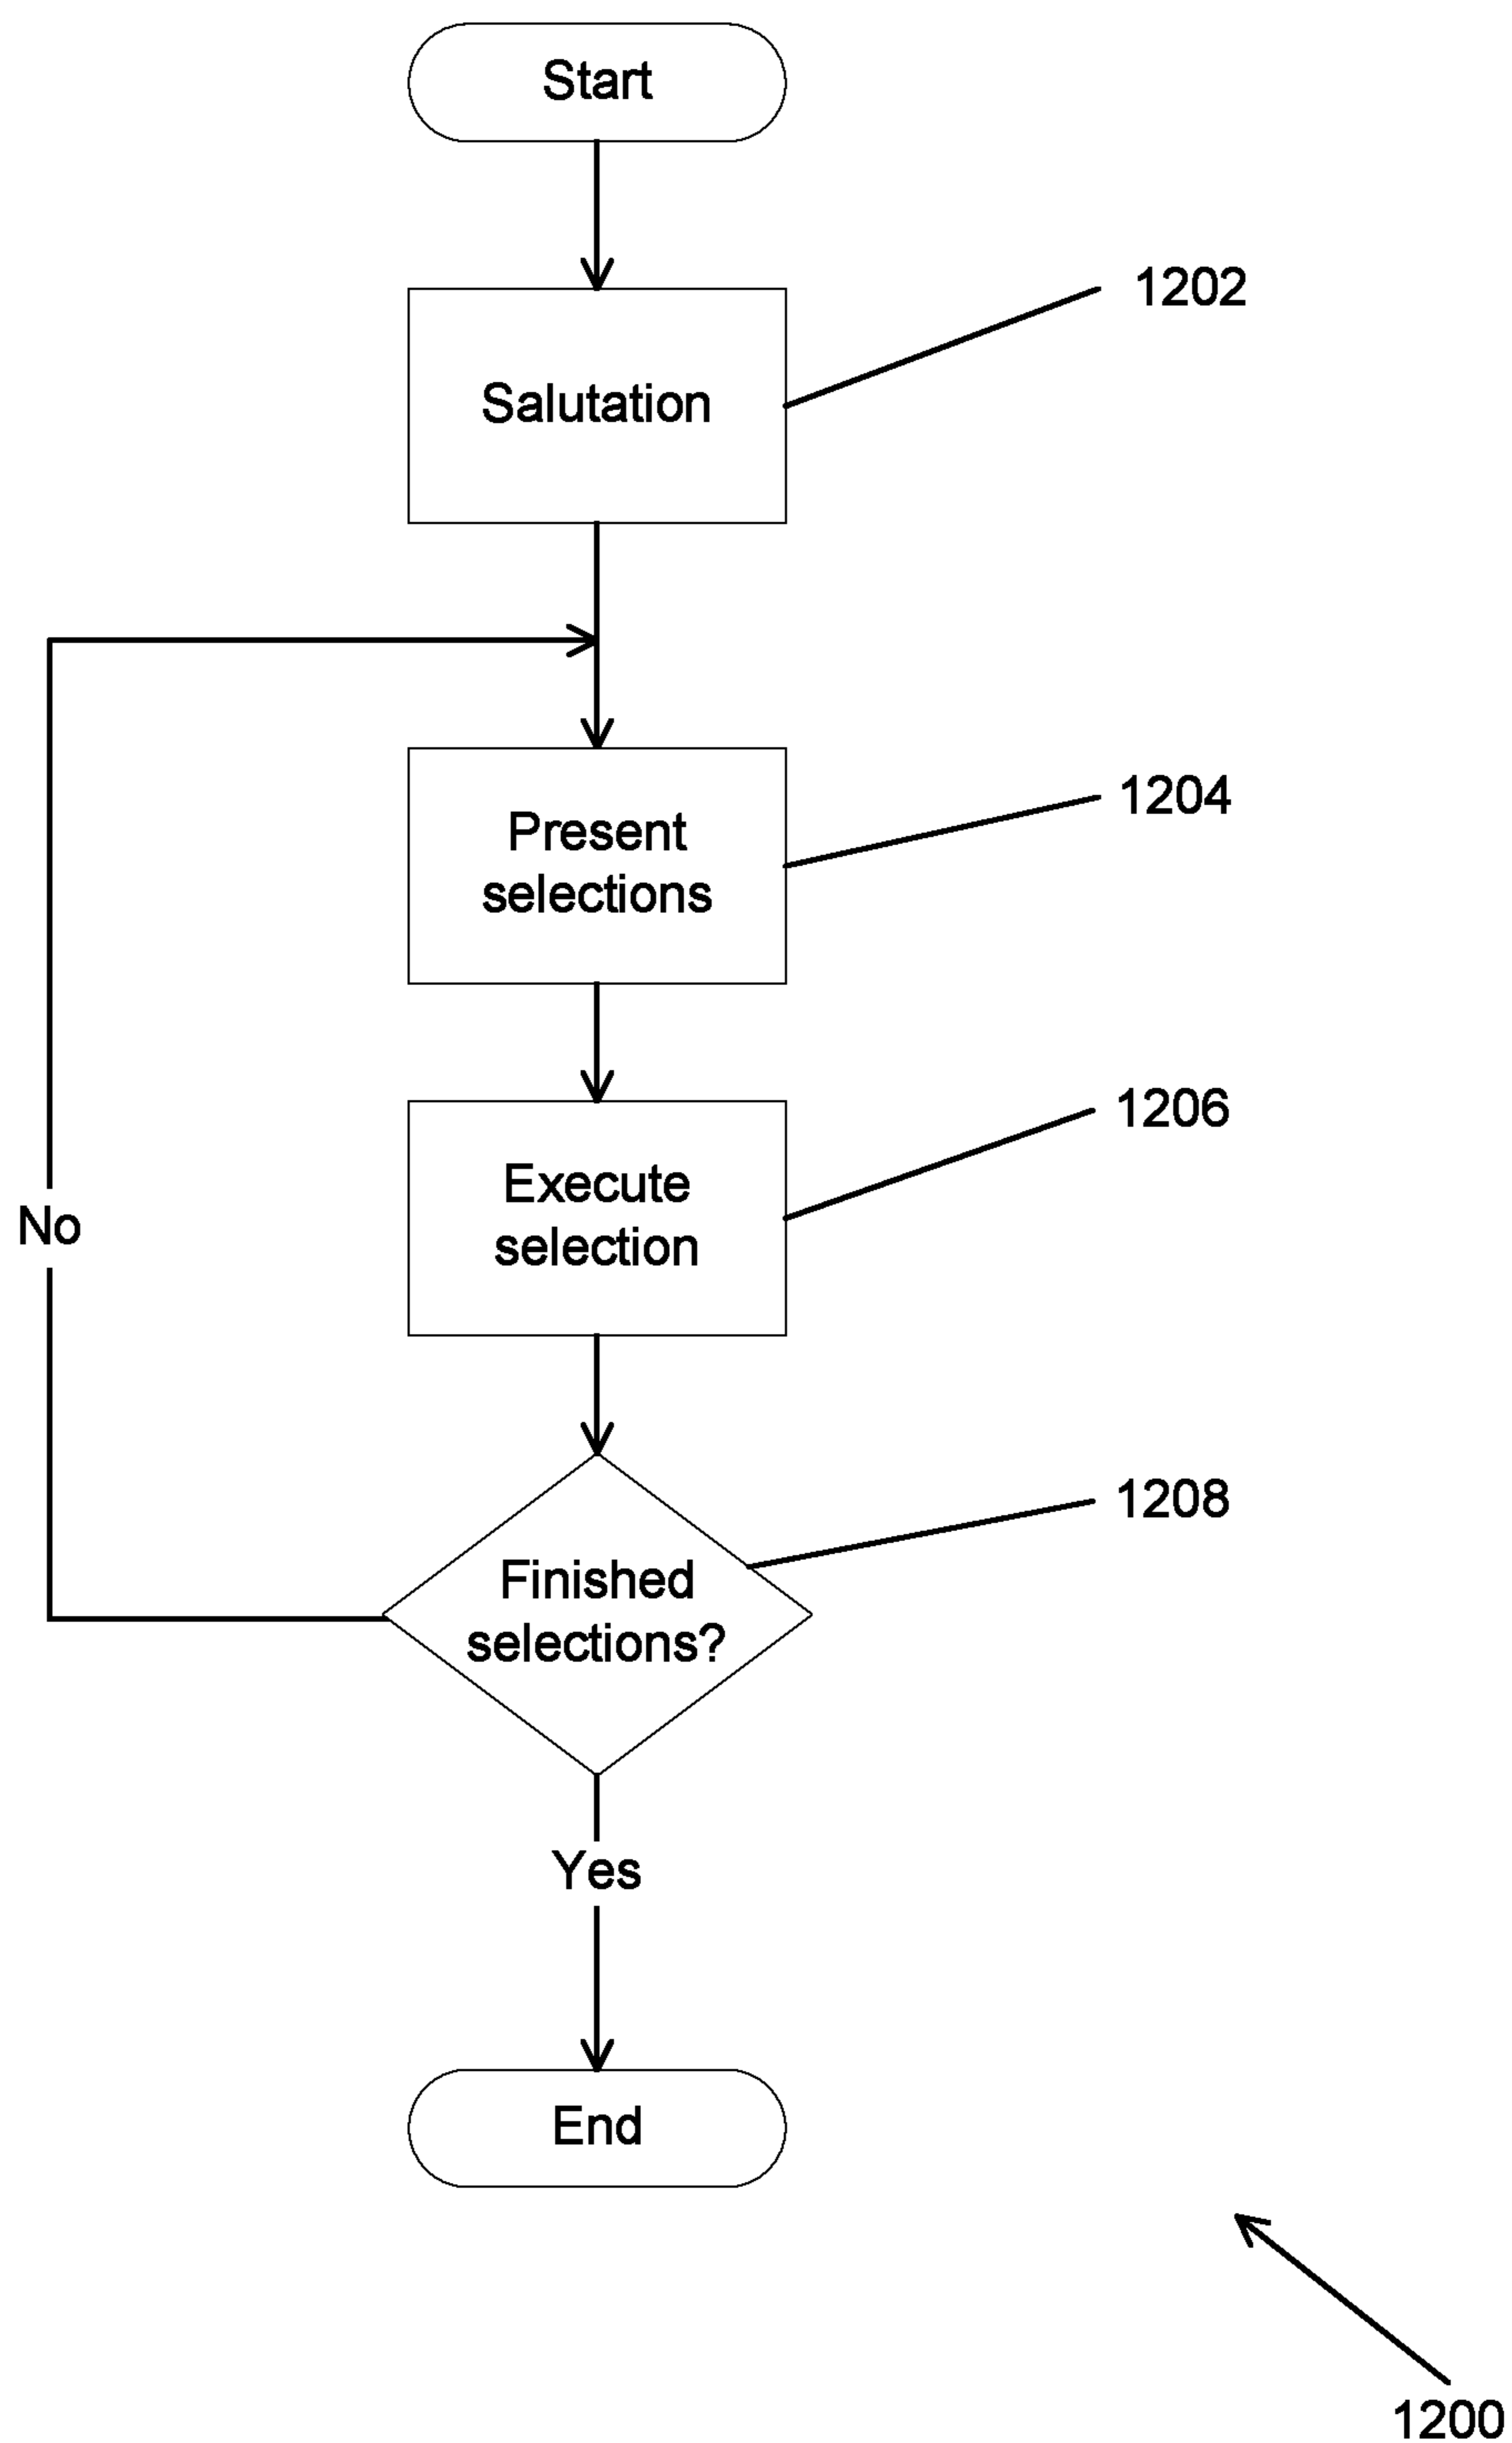 Start
1202
Salutation
1204
Present
selections
1206
Execute
selection
No
1208
Finished
selections?
Yes
End
1200